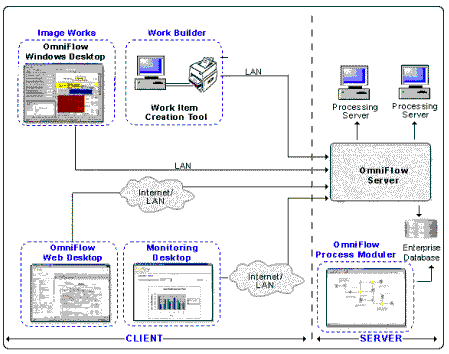 Image Works
Work Builder
OmniFlow
Windows Desktop
Work Item
Creation Tool
LAN
Processing
Server
Processing
Server
LAN
OmniFlow
Server
Internet/
LAN
OmniFlow
Web Desktop
Monitoring
Desktop
Internet/
LAN
OmniFlow
Process Moduler
Enterprise
Database
CLIENT
SERVER